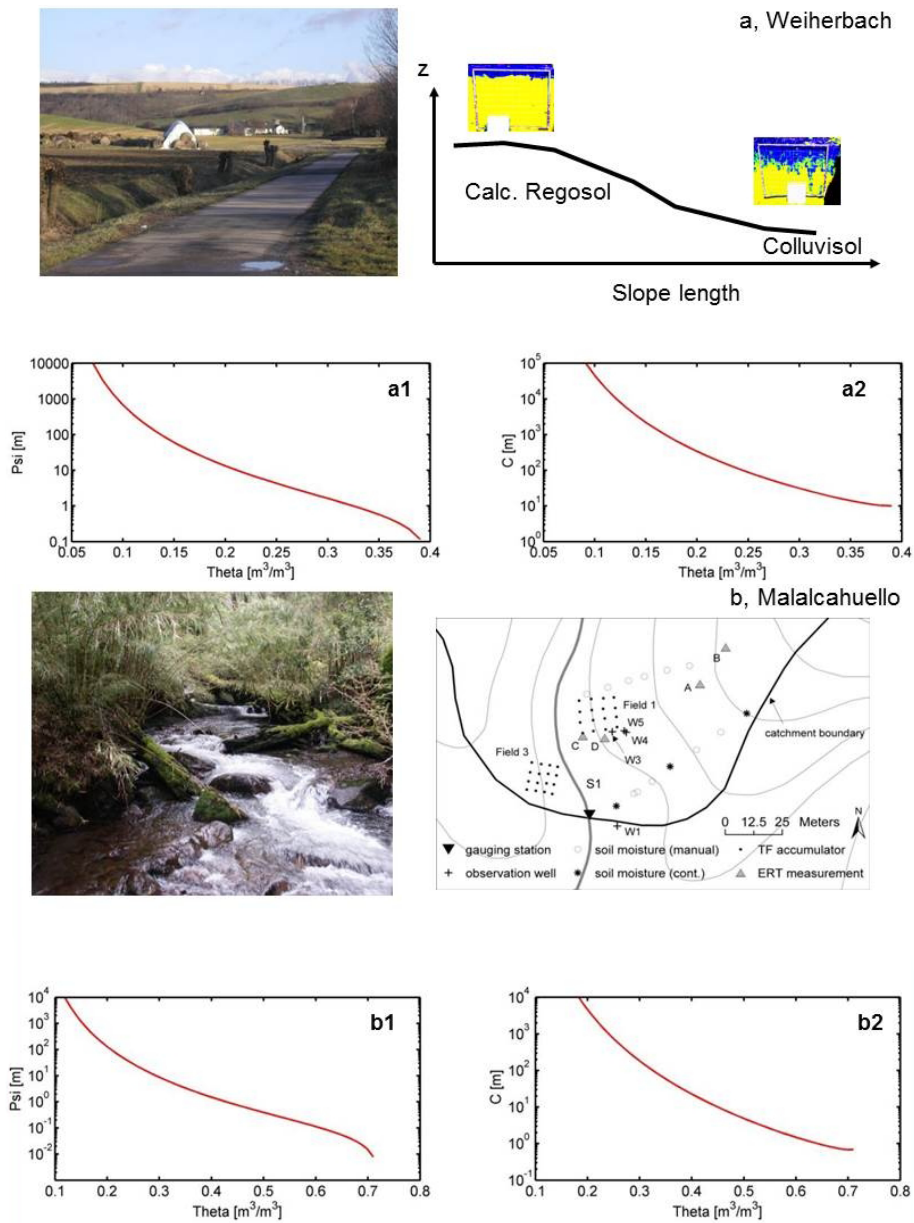 a, Weiherbach
z
Calc. Regosol
Colluvisol
Slope length
a1
10000
1000
100
10
1
0.1
Psi [m]
0.05 0.1 0.15 0.2 0.25 0.3 0.35 0.4
Theta [m³/m³]
a2
10⁵
10⁴
10³
10²
10¹
10⁰
C [m]
0.05 0.1 0.15 0.2 0.25 0.3 0.35 0.4
Theta [m³/m³]
b, Malalcahuello
B
A
Field 1
W5
W4
C D
W3
catchment boundary
Field 3
S1
W1
0 12.5 25 Meters
N
gauging station
soil moisture (manual)
TF accumulator
observation well
soil moisture (cont.)
ERT measurement
b1
10⁴
10³
10²
10¹
10⁰
10⁻¹
10⁻²
Psi [m]
0.1 0.2 0.3 0.4 0.5 0.6 0.7 0.8
Theta [m³/m³]
b2
10⁴
10³
10²
10¹
10⁰
10⁻¹
C [m]
0.1 0.2 0.3 0.4 0.5 0.6 0.7 0.8
Theta [m³/m³]